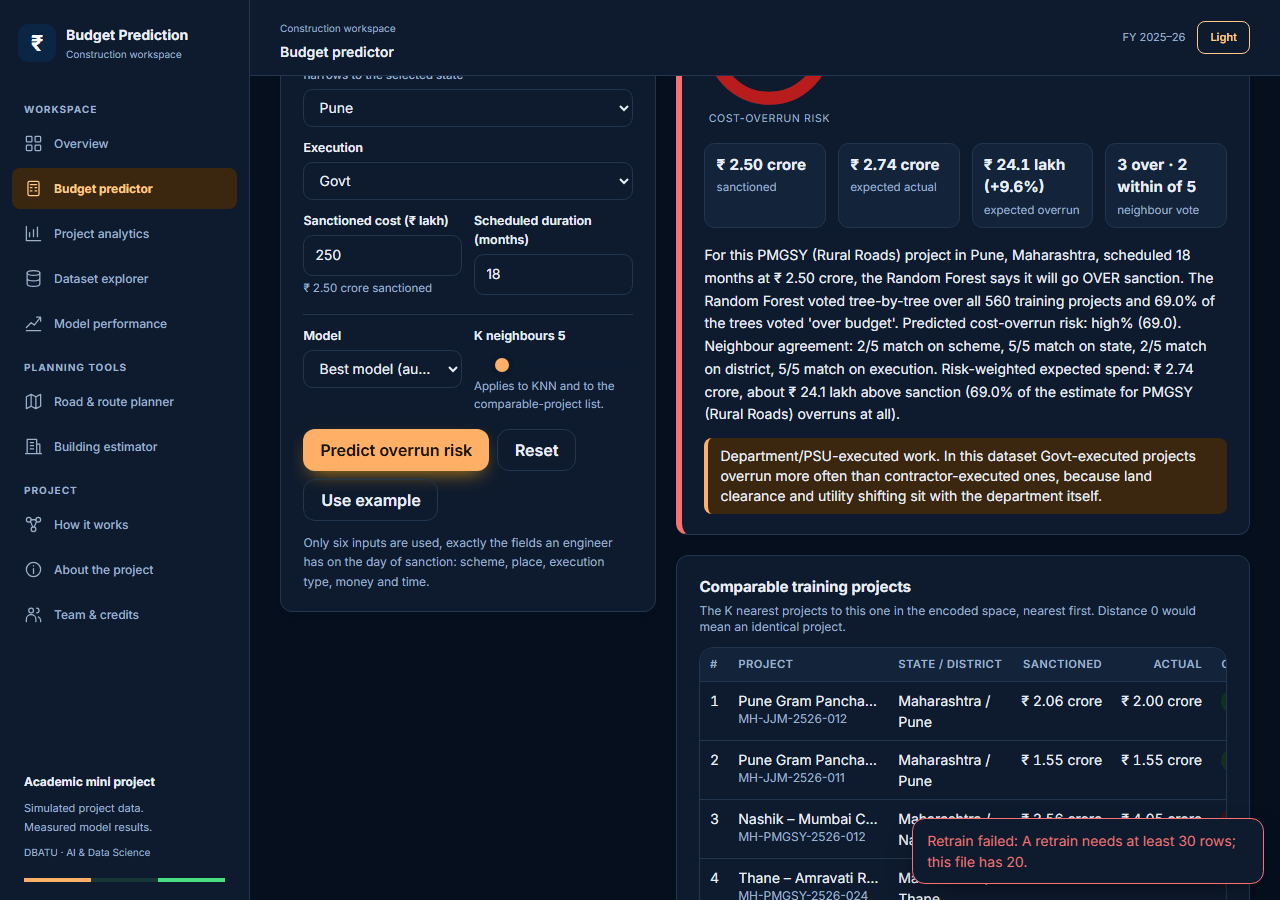 ₹
Budget Prediction
Construction workspace
WORKSPACE
Overview
Budget predictor
Project analytics
Dataset explorer
Model performance
PLANNING TOOLS
Road & route planner
Building estimator
PROJECT
How it works
About the project
Team & credits
Academic mini project
Simulated project data.
Measured model results.
DBATU · AI & Data Science
Construction workspace
Budget predictor
FY 2025–26
Light
narrows to the selected state
Pune
Execution
Govt
Sanctioned cost (₹ lakh)
250
₹ 2.50 crore sanctioned
Scheduled duration
(months)
18
Model
Best model (au...
K neighbours 5
Applies to KNN and to the
comparable-project list.
Predict overrun risk
Reset
Use example
Only six inputs are used, exactly the fields an engineer
has on the day of sanction: scheme, place, execution
type, money and time.
COST-OVERRUN RISK
₹ 2.50 crore
sanctioned
₹ 2.74 crore
expected actual
₹ 24.1 lakh
(+9.6%)
expected overrun
3 over · 2
within of 5
neighbour vote
For this PMGSY (Rural Roads) project in Pune, Maharashtra, scheduled 18
months at ₹ 2.50 crore, the Random Forest says it will go OVER sanction. The
Random Forest voted tree-by-tree over all 560 training projects and 69.0% of
the trees voted 'over budget'. Predicted cost-overrun risk: high% (69.0).
Neighbour agreement: 2/5 match on scheme, 5/5 match on state, 2/5 match
on district, 5/5 match on execution. Risk-weighted expected spend: ₹ 2.74
crore, about ₹ 24.1 lakh above sanction (69.0% of the estimate for PMGSY
(Rural Roads) overruns at all).
Department/PSU-executed work. In this dataset Govt-executed projects
overrun more often than contractor-executed ones, because land
clearance and utility shifting sit with the department itself.
Comparable training projects
The K nearest projects to this one in the encoded space, nearest first. Distance 0 would
mean an identical project.
# PROJECT STATE / DISTRICT SANCTIONED ACTUAL
1 Pune Gram Pancha... Maharashtra / ₹ 2.06 crore ₹ 2.00 crore
MH-JJM-2526-012 Pune
2 Pune Gram Pancha... Maharashtra / ₹ 1.55 crore ₹ 1.55 crore
MH-JJM-2526-011 Pune
3 Nashik – Mumbai C...
MH-PMGSY-2526-012
4 Thane – Amravati R...
MH-PMGSY-2526-024
Retrain failed: A retrain needs at least 30 rows;
this file has 20.